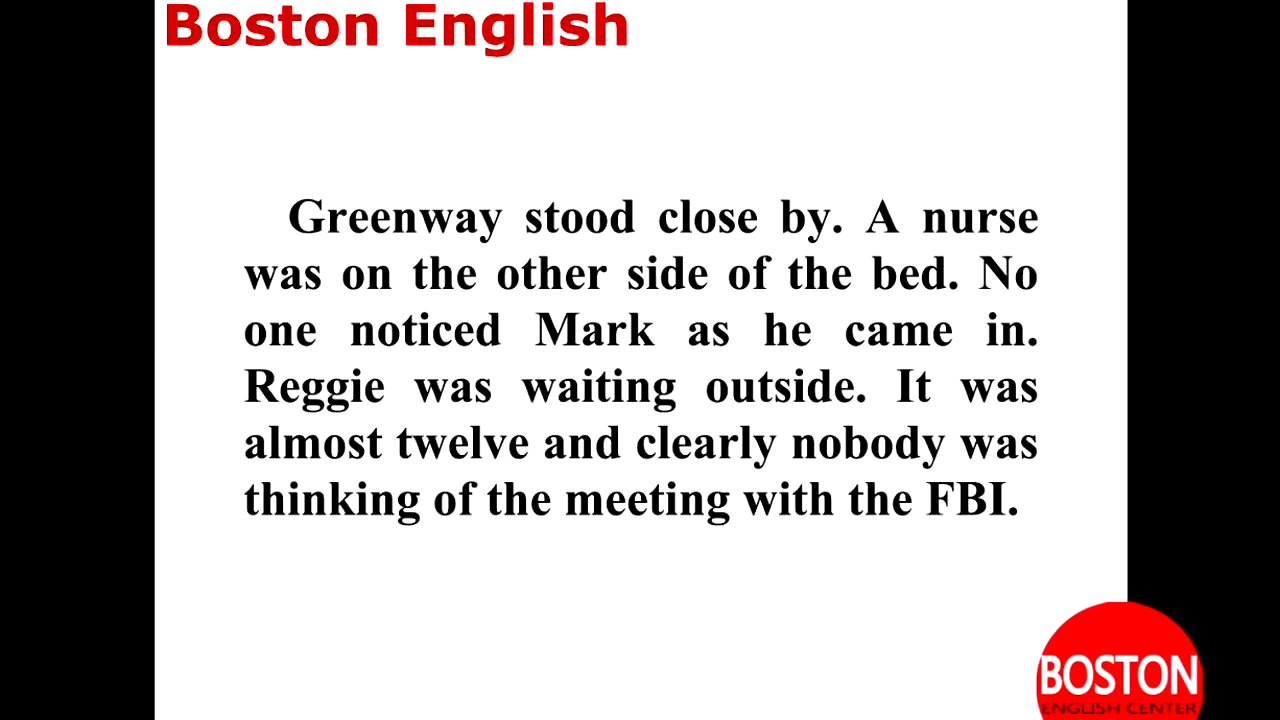 Boston English
Greenway stood close by. A nurse
was on the other side of the bed. No
one noticed Mark as he came in.
Reggie was waiting outside. It was
almost twelve and clearly nobody was
thinking of the meeting with the FBI.
BOSTON
ENGLISH CENTER